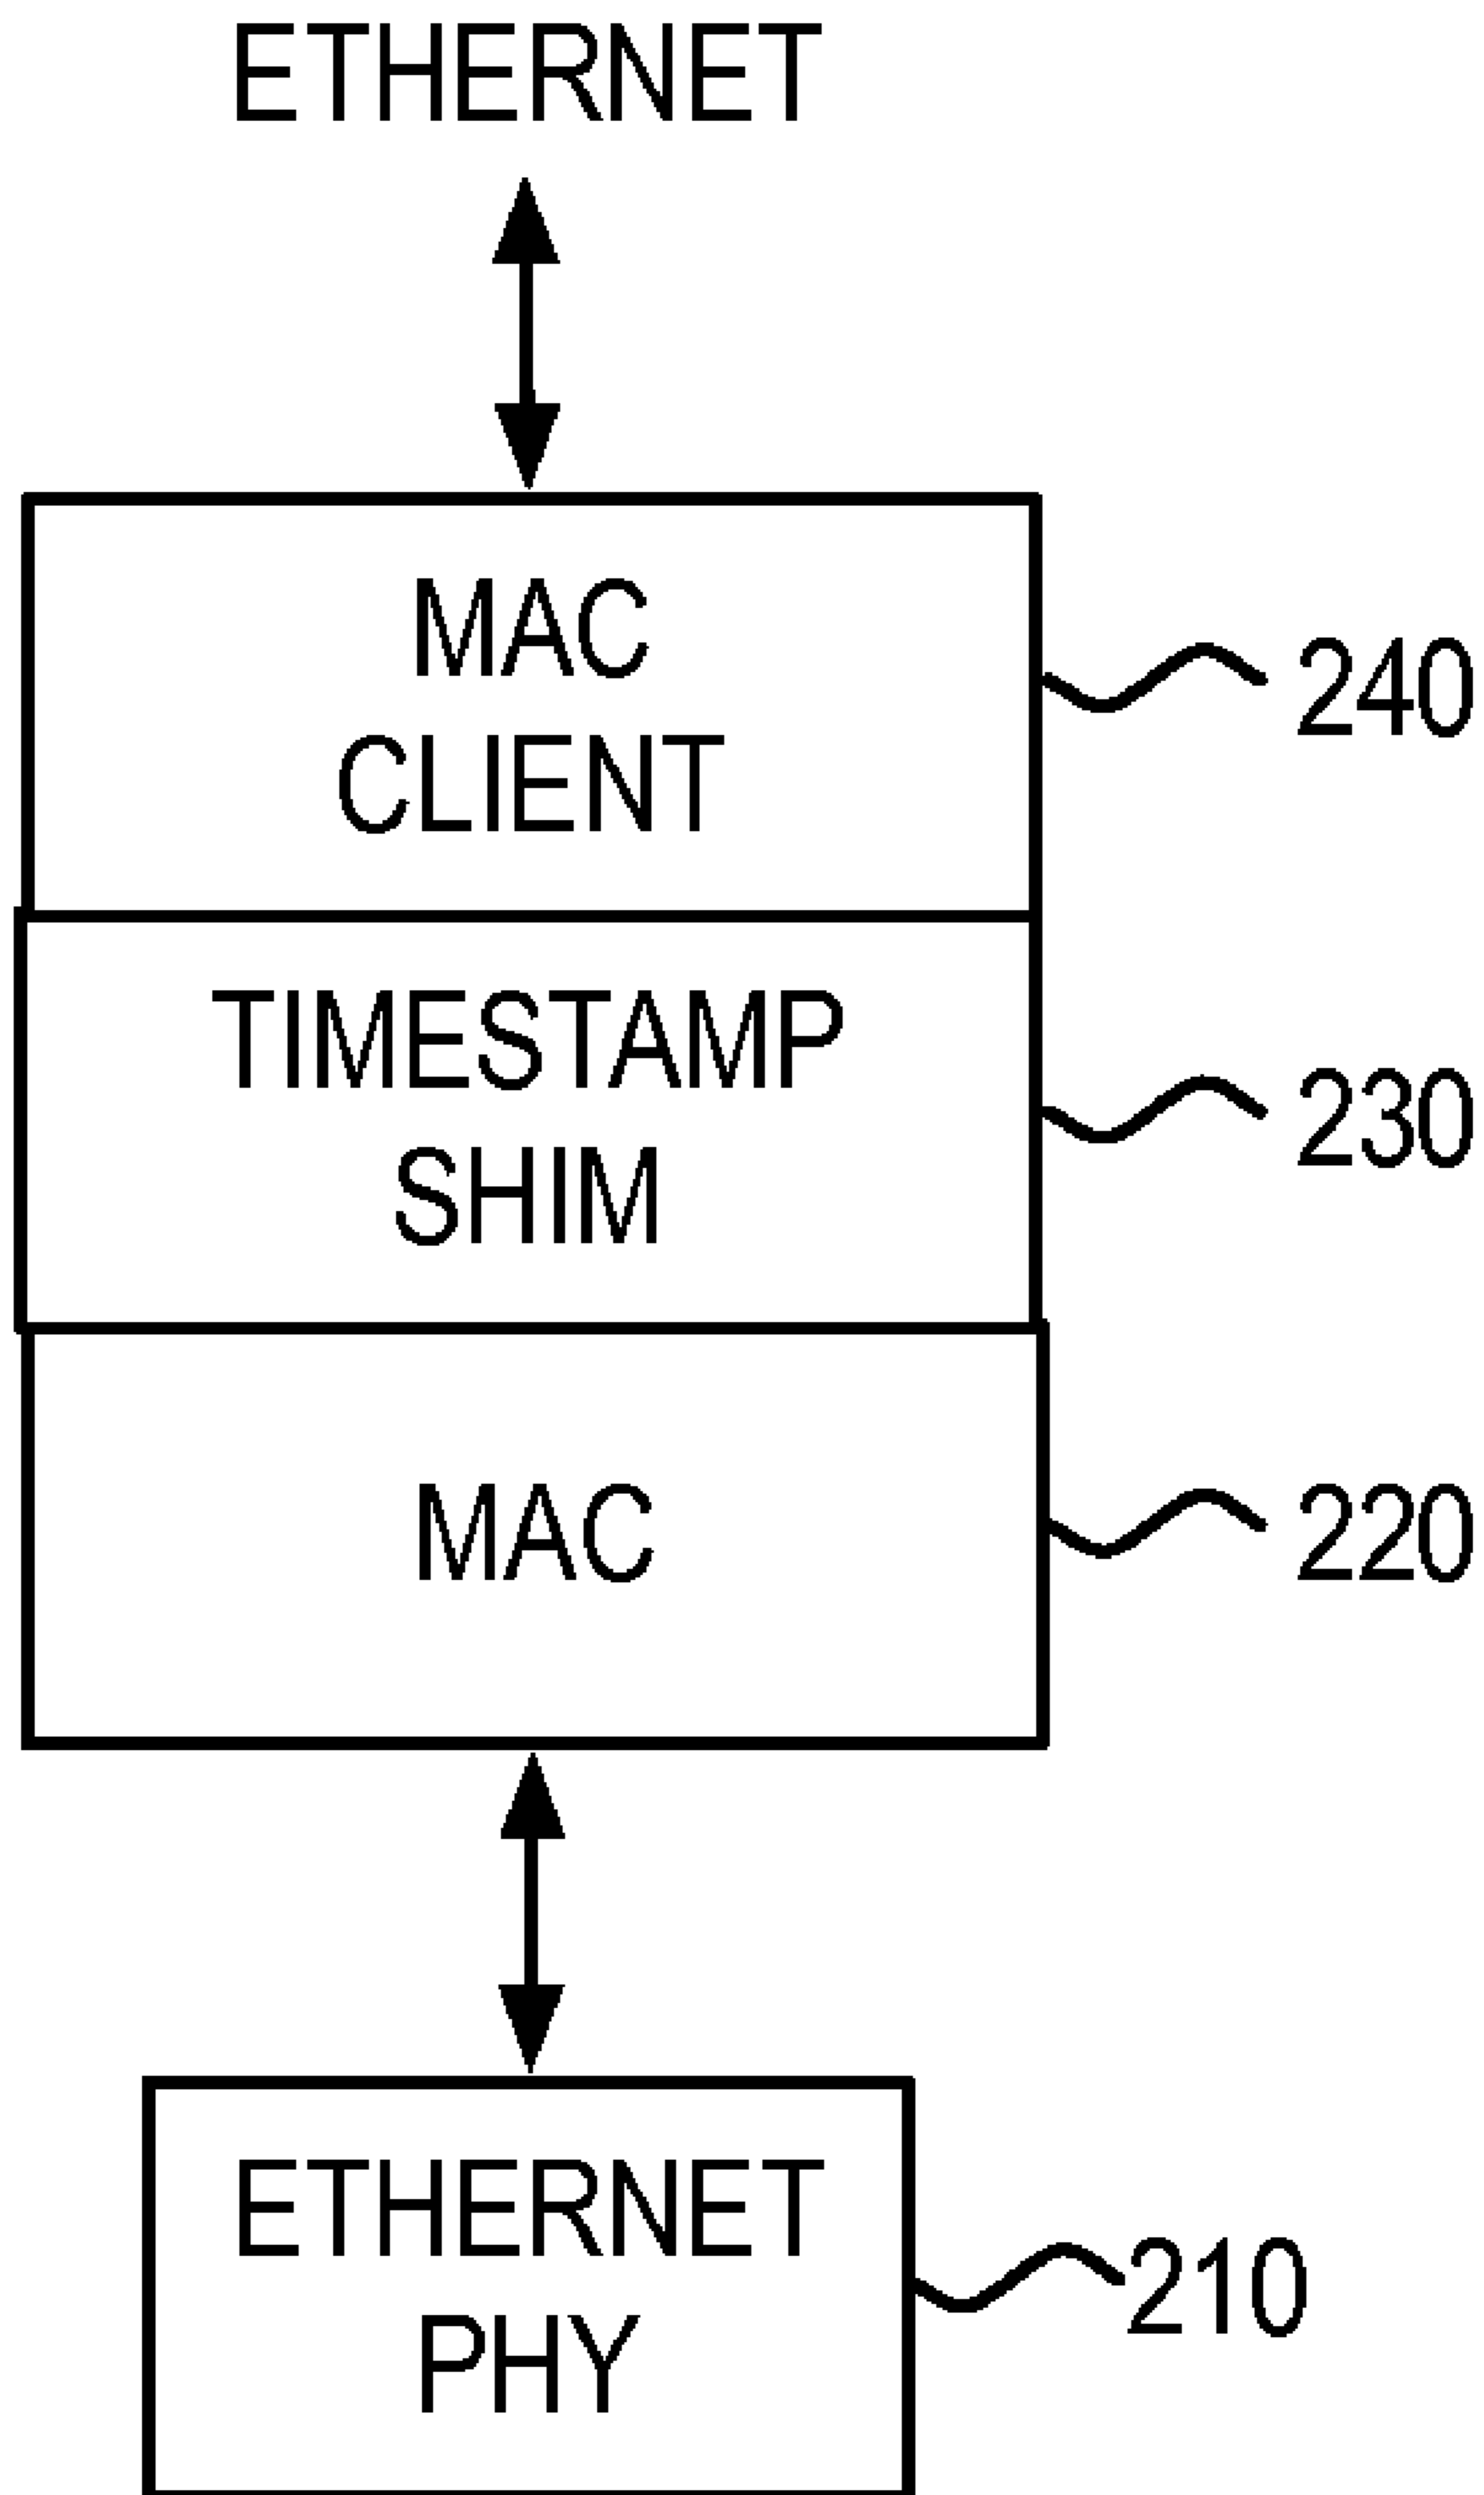 ETHERNET
MAC
CLIENT
240
TIMESTAMP
SHIM
230
MAC
220
ETHERNET
PHY
210